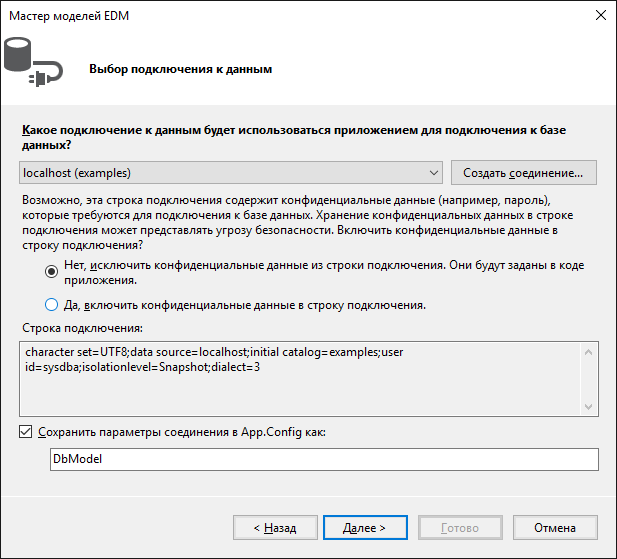 Мастер моделей EDM
Выбор подключения к данным
Какое подключение к данным будет использоваться приложением для подключения к базе
данных?
localhost (examples)
Создать соединение...
Возможно, эта строка подключения содержит конфиденциальные данные (например, пароль),
которые требуются для подключения к базе данных. Хранение конфиденциальных данных в строке
подключения может представлять угрозу безопасности. Включить конфиденциальные данные в
строку подключения?
Нет, исключить конфиденциальные данные из строки подключения. Они будут заданы в коде
приложения.
Да, включить конфиденциальные данные в строку подключения.
Строка подключения:
character set=UTF8;data source=localhost;initial catalog=examples;user
id=sysdba;isolationlevel=Snapshot;dialect=3
Сохранить параметры соединения в App.Config как:
DbModel
< Назад
Далее >
Готово
Отмена